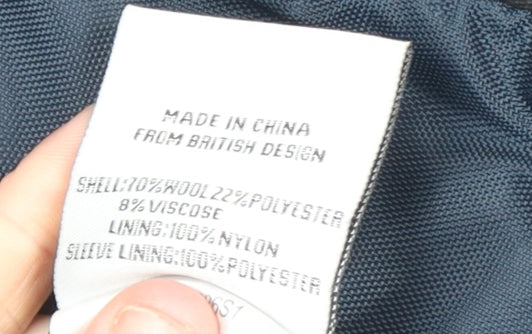 MADE IN CHINA
FROM BRITISH DESIGN
SHELL:70%WOOL 22%POLYESTER
8%VISCOSE
LINING:100%NYLON
SLEEVE LINING:100%POLYESTER